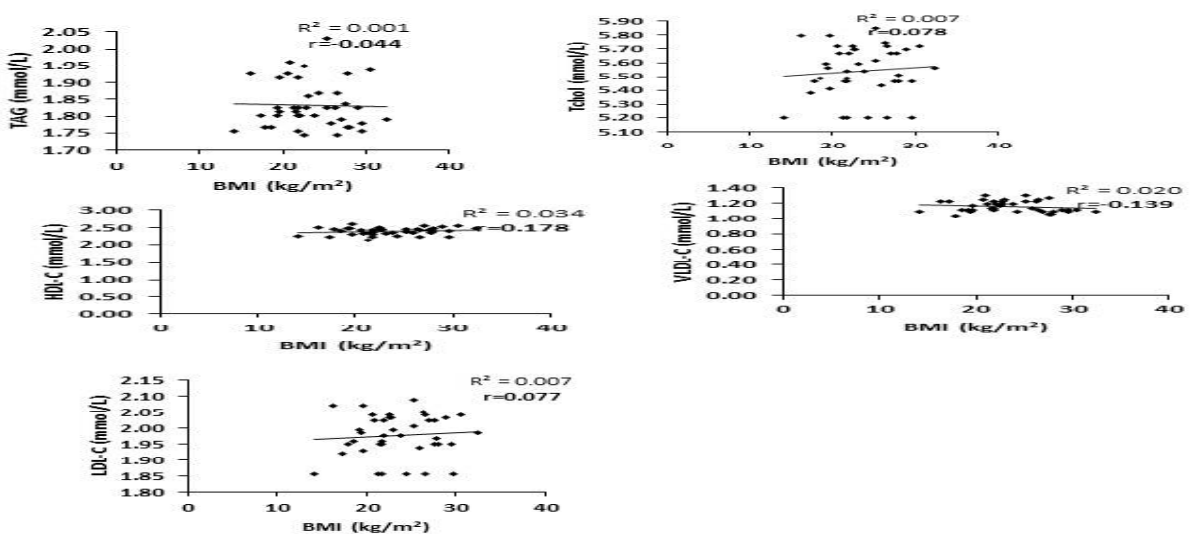 R² = 0.001
r=-0.044
TAG (mmol/L)
2.05
2.00
1.95
1.90
1.85
1.80
1.75
1.70
0 10 20 30 40
BMI (kg/m²)
R² = 0.007
r=0.078
Tchol (mmol/L)
5.90
5.80
5.70
5.60
5.50
5.40
5.30
5.20
5.10
0 10 20 30 40
BMI (kg/m²)
R² = 0.034
r=0.178
HDL-C (mmol/L)
3.00
2.50
2.00
1.50
1.00
0.50
0.00
0 10 20 30 40
BMI (kg/m²)
R² = 0.020
r=-0.139
VLDL-C (mmol/L)
1.40
1.20
1.00
0.80
0.60
0.40
0.20
0.00
0 10 20 30 40
BMI (kg/m²)
R² = 0.007
r=0.077
LDL-C (mmol/L)
2.15
2.10
2.05
2.00
1.95
1.90
1.85
1.80
0 10 20 30 40
BMI (kg/m²)